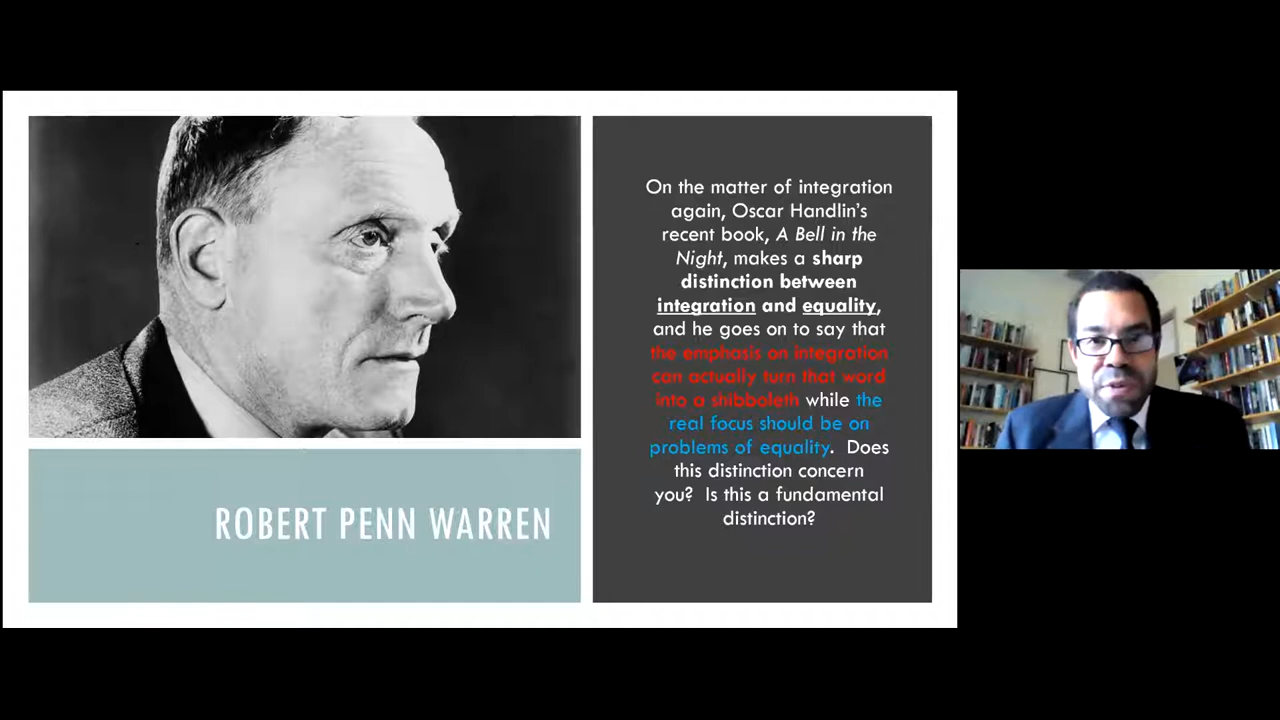 On the matter of integration
again, Oscar Handlin's
recent book, A Bell in the
Night, makes a sharp
distinction between
integration and equality,
and he goes on to say that
the emphasis on integration
can actually turn that word
into a shibboleth while the
real focus should be on
problems of equality. Does
this distinction concern
you? Is this a fundamental
distinction?
ROBERT PENN WARREN